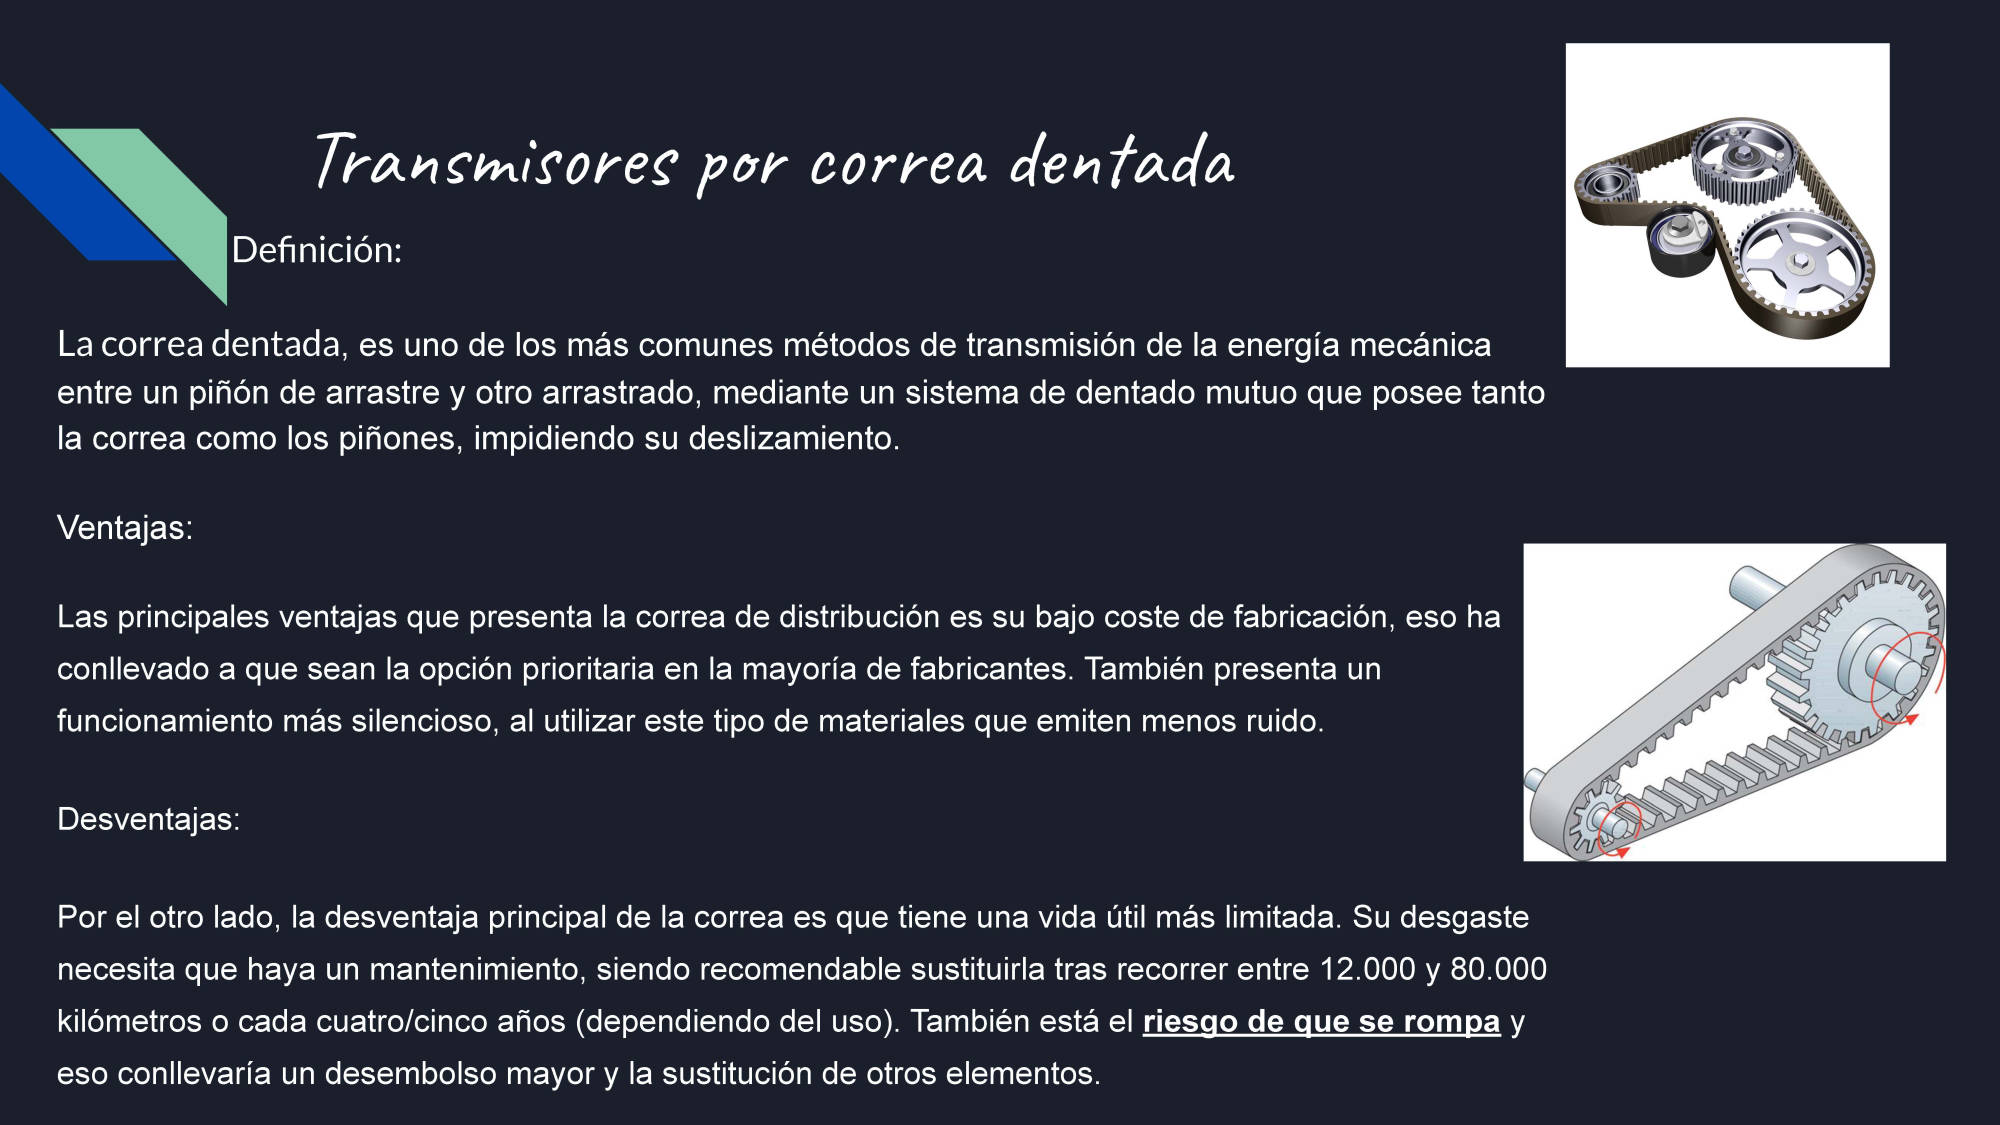 Transmisores por correa dentada
Definición:
La correa dentada, es uno de los más comunes métodos de transmisión de la energía mecánica
entre un piñón de arrastre y otro arrastrado, mediante un sistema de dentado mutuo que posee tanto
la correa como los piñones, impidiendo su deslizamiento.
Ventajas:
Las principales ventajas que presenta la correa de distribución es su bajo coste de fabricación, eso ha
conllevado a que sean la opción prioritaria en la mayoría de fabricantes. También presenta un
funcionamiento más silencioso, al utilizar este tipo de materiales que emiten menos ruido.
Desventajas:
Por el otro lado, la desventaja principal de la correa es que tiene una vida útil más limitada. Su desgaste
necesita que haya un mantenimiento, siendo recomendable sustituirla tras recorrer entre 12.000 y 80.000
kilómetros o cada cuatro/cinco años (dependiendo del uso). También está el riesgo de que se rompa y
eso conllevaría un desembolso mayor y la sustitución de otros elementos.